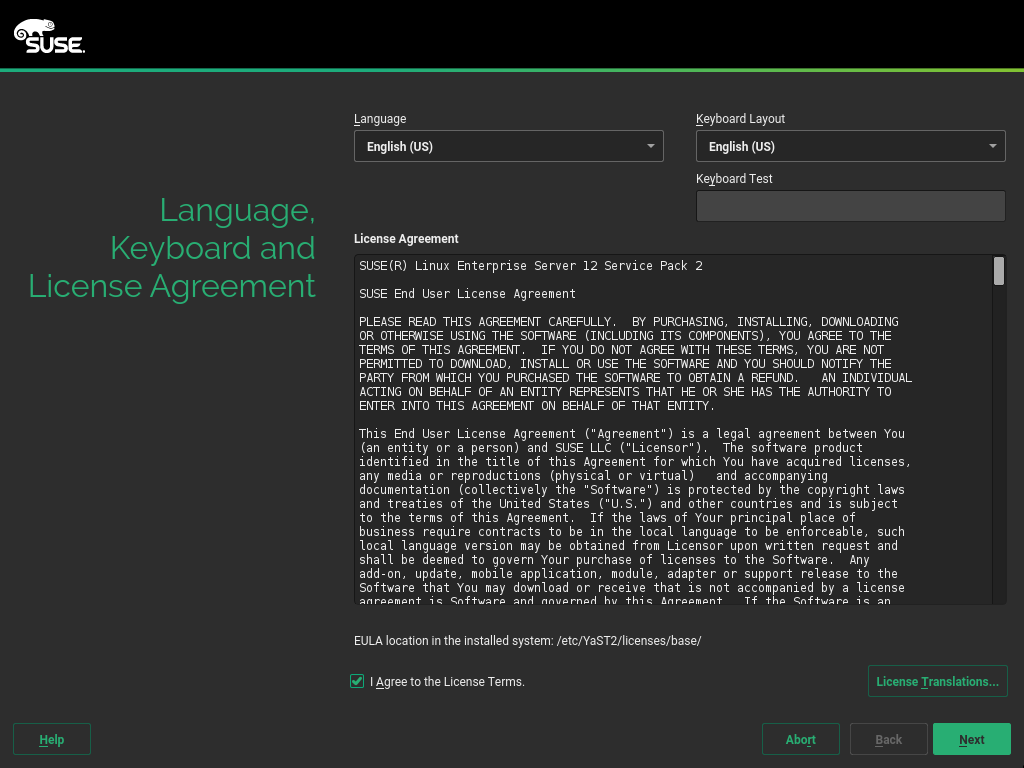 SUSE
Language,
Keyboard and
License Agreement
Language
English (US)
Keyboard Layout
English (US)
Keyboard Test
License Agreement
SUSE(R) Linux Enterprise Server 12 Service Pack 2
SUSE End User License Agreement
PLEASE READ THIS AGREEMENT CAREFULLY.  BY PURCHASING, INSTALLING, DOWNLOADING
OR OTHERWISE USING THE SOFTWARE (INCLUDING ITS COMPONENTS), YOU AGREE TO THE
TERMS OF THIS AGREEMENT.  IF YOU DO NOT AGREE WITH THESE TERMS, YOU ARE NOT
PERMITTED TO DOWNLOAD, INSTALL OR USE THE SOFTWARE AND YOU SHOULD NOTIFY THE
PARTY FROM WHICH YOU PURCHASED THE SOFTWARE TO OBTAIN A REFUND.   AN INDIVIDUAL
ACTING ON BEHALF OF AN ENTITY REPRESENTS THAT HE OR SHE HAS THE AUTHORITY TO
ENTER INTO THIS AGREEMENT ON BEHALF OF THAT ENTITY.
This End User License Agreement ("Agreement") is a legal agreement between You
(an entity or a person) and SUSE LLC ("Licensor").  The software product
identified in the title of this Agreement for which You have acquired licenses,
any media or reproductions (physical or virtual)   and accompanying
documentation (collectively the "Software") is protected by the copyright laws
and treaties of the United States ("U.S.") and other countries and is subject
to the terms of this Agreement.  If the laws of Your principal place of
business require contracts to be in the local language to be enforceable, such
local language version may be obtained from Licensor upon written request and
shall be deemed to govern Your purchase of licenses to the Software.  Any
add-on, update, mobile application, module, adapter or support release to the
Software that You may download or receive that is not accompanied by a license
agreement is Software and governed by this Agreement.  If the Software is an
EULA location in the installed system: /etc/YaST2/licenses/base/
I Agree to the License Terms.
License Translations...
Help
Abort
Back
Next